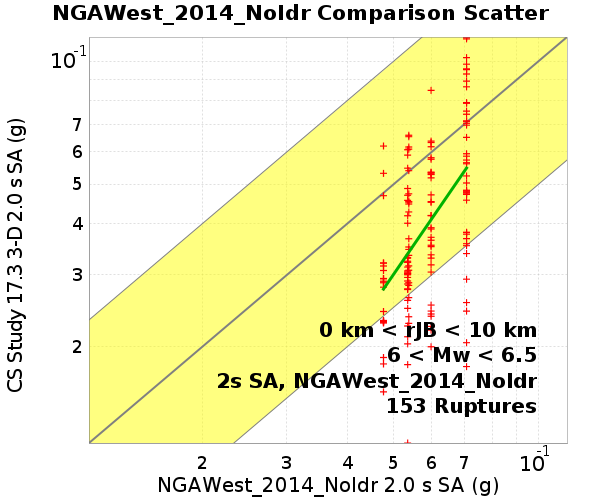 NGAWest_2014_NoIdr Comparison Scatter
CS Study 17.3 3-D 2.0 s SA (g)
10⁻¹
7
6
5
4
3
2
0 km < rJB < 10 km
6 < Mw < 6.5
2s SA, NGAWest_2014_NoIdr
153 Ruptures
2 3 4 5 6 7 10⁻¹
NGAWest_2014_NoIdr 2.0 s SA (g)